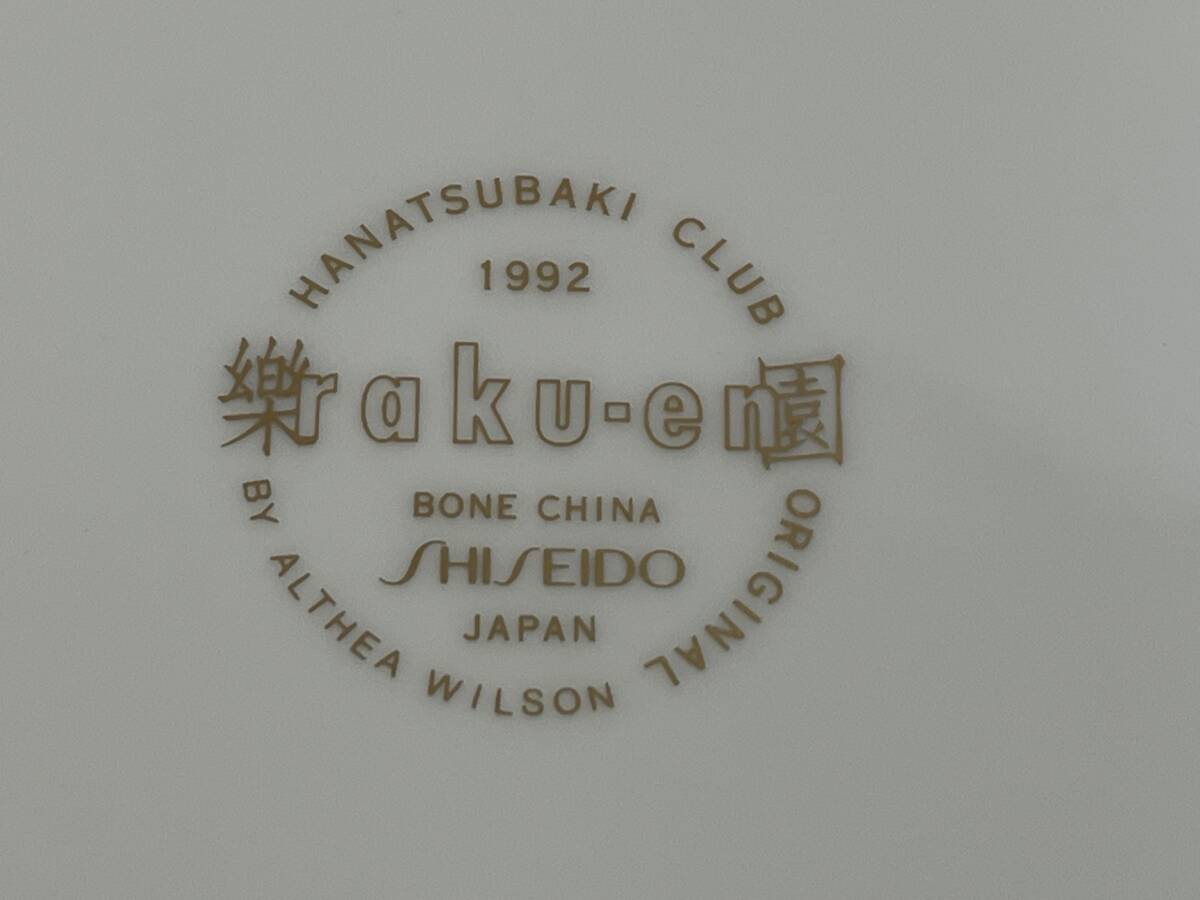 HANATSUBAKI CLUB ORIGINAL
1992
樂raku-en園
BONE CHINA
SHISEIDO
JAPAN
BY ALTHEA WILSON